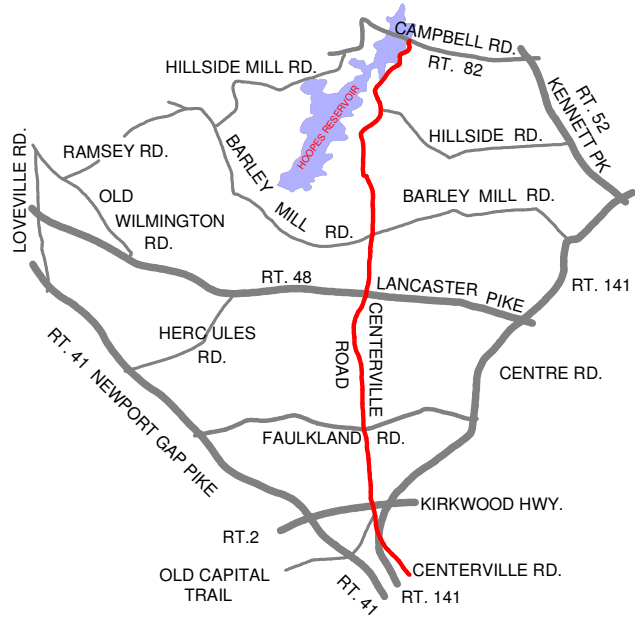 CAMPBELL RD.
RT. 82
HILLSIDE MILL RD.
HOOPES RESERVOIR
RT. 52
KENNETT PK
HILLSIDE RD.
LOVEVILLE RD.
RAMSEY RD.
BARLEY MILL RD.
OLD
WILMINGTON
RD.
BARLEY MILL RD.
RT. 48
LANCASTER PIKE
RT. 141
HERCULES
RD.
CENTERVILLE
ROAD
CENTRE RD.
RT. 41 NEWPORT GAP PIKE
FAULKLAND RD.
KIRKWOOD HWY.
RT.2
OLD CAPITAL
TRAIL
CENTERVILLE RD.
RT. 41
RT. 141